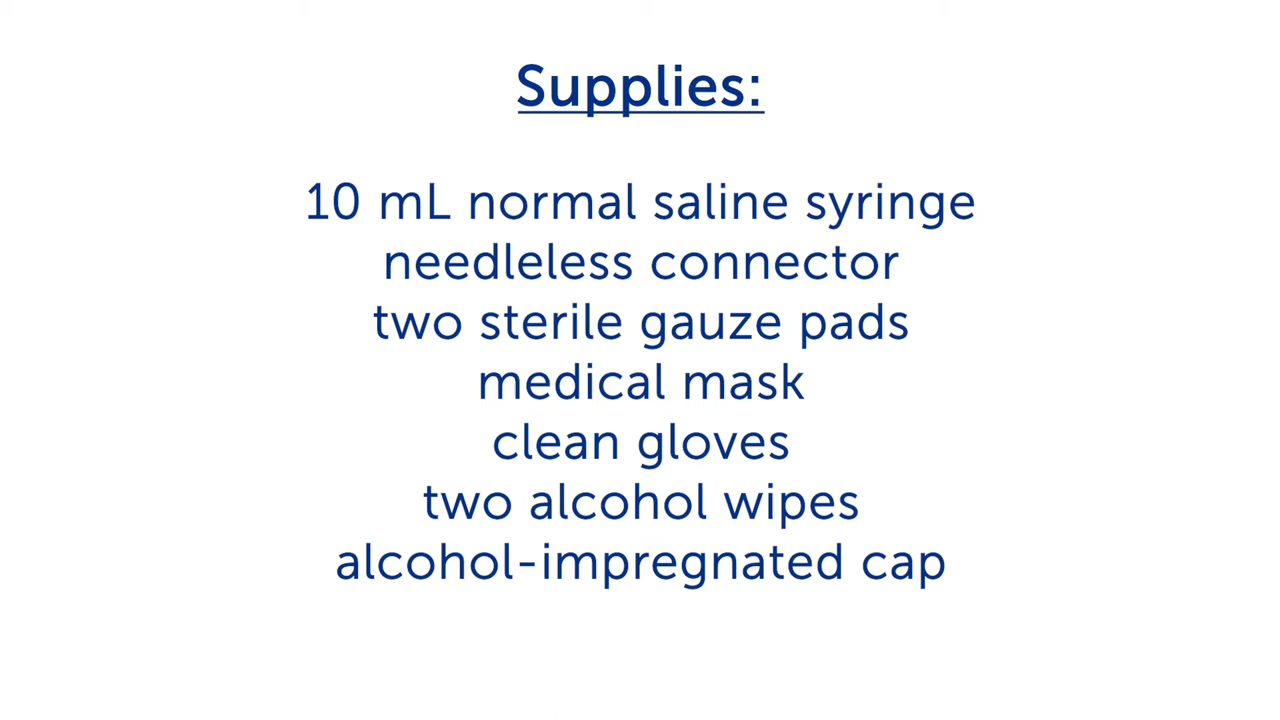 Supplies:
10 mL normal saline syringe
needleless connector
two sterile gauze pads
medical mask
clean gloves
two alcohol wipes
alcohol-impregnated cap